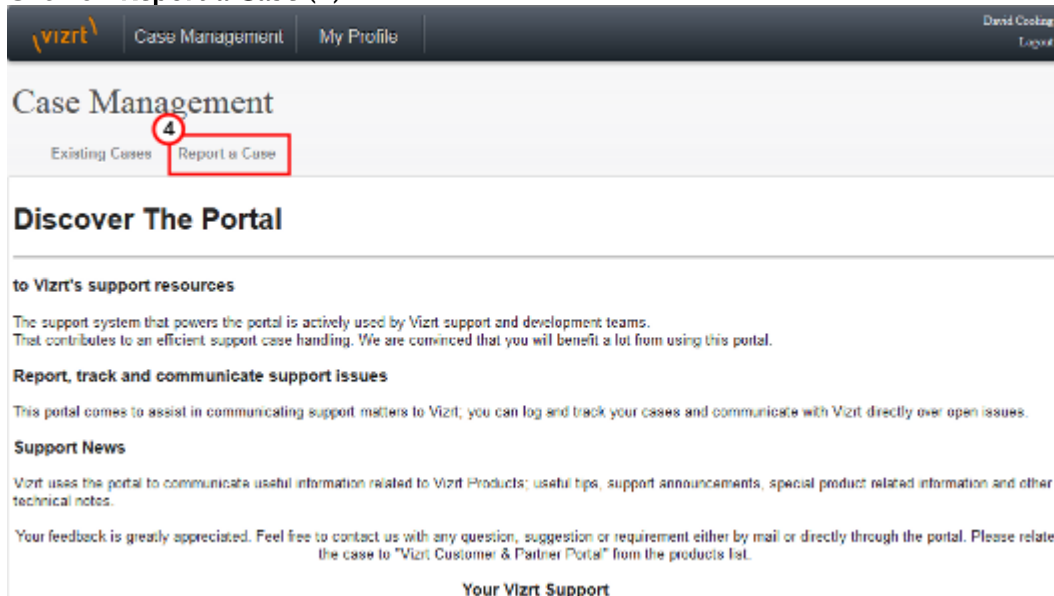 vizrt Case Management My Profile David Cooling
Logout
Case Management
4
Existing Cases Report a Case
Discover The Portal
to Vizrt's support resources
The support system that powers the portal is actively used by Vizrt support and development teams.
That contributes to an efficient support case handling. We are convinced that you will benefit a lot from using this portal.
Report, track and communicate support issues
This portal comes to assist in communicating support matters to Vizrt; you can log and track your cases and communicate with Vizrt directly over open issues.
Support News
Vizrt uses the portal to communicate useful information related to Vizrt Products; useful tips, support announcements, special product related information and other
technical notes.
Your feedback is greatly appreciated. Feel free to contact us with any question, suggestion or requirement either by mail or directly through the portal. Please relate
the case to "Vizrt Customer & Partner Portal" from the products list.
Your Vizrt Support